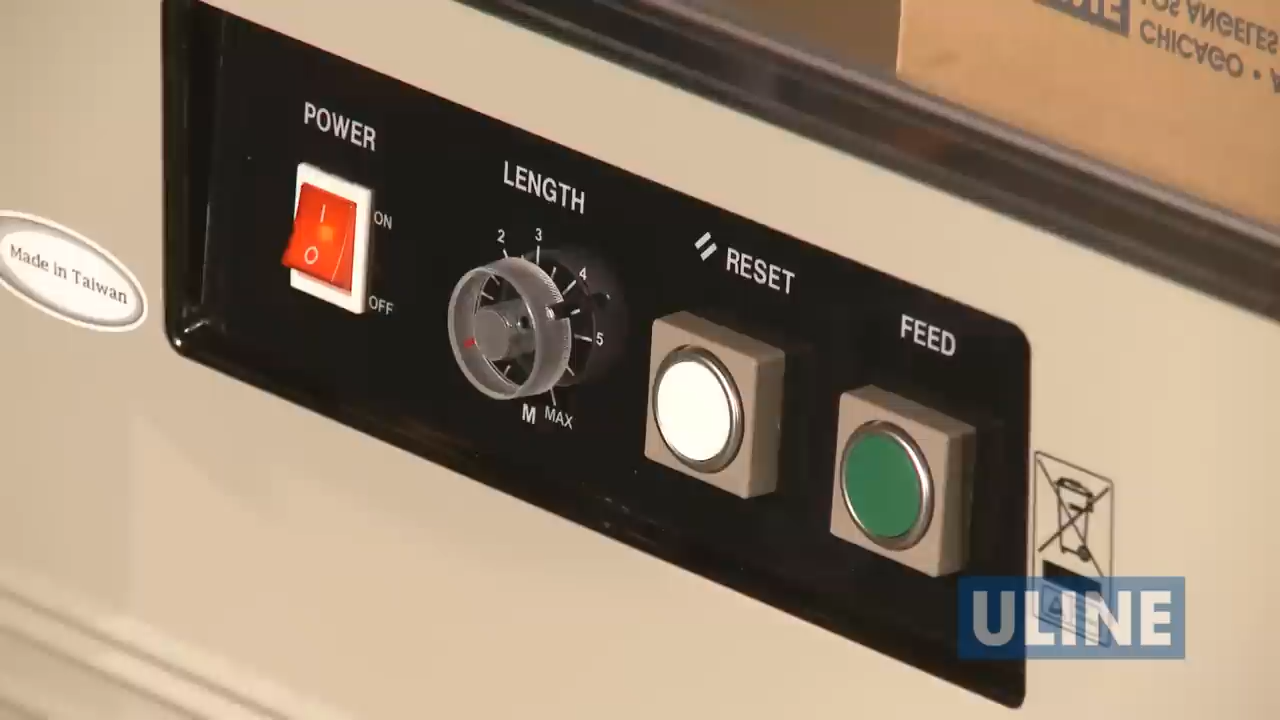 LOS ANGELES
CHICAGO •
POWER
ON
OFF
Made in Taiwan
LENGTH
2
3
4
5
M MAX
RESET
FEED
ULINE